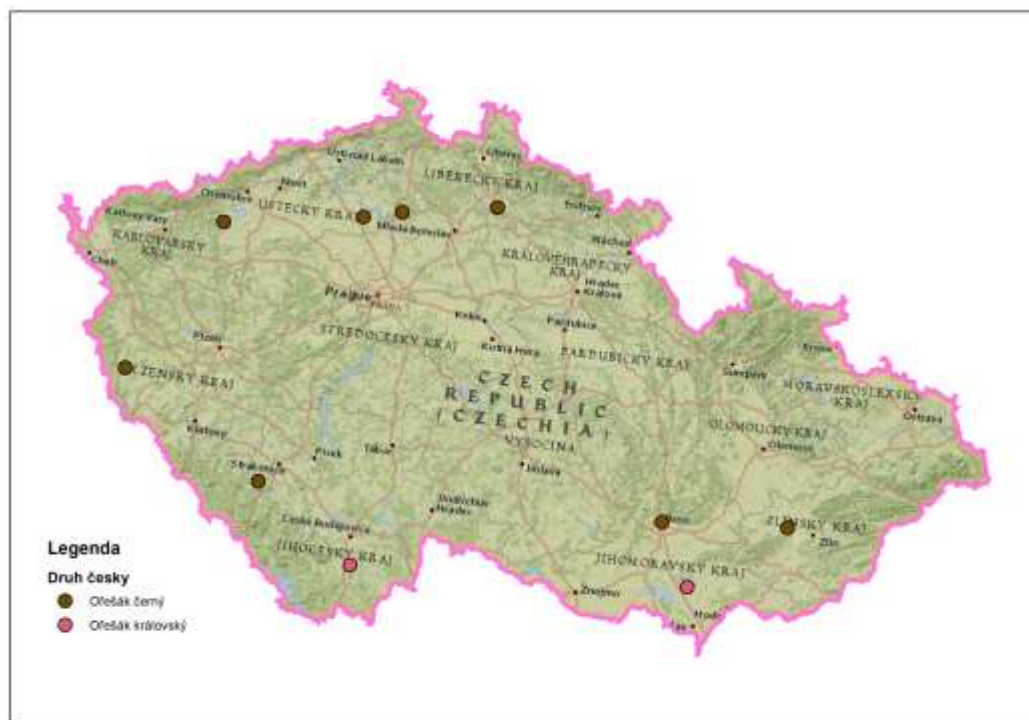 Liberec
Ústí nad Labem
LIBERECKÝ KRAJ
Most
Chomutov
Trutnov
ÚSTECKÝ KRAJ
Karlovy Vary
Mladá Boleslav
KARLOVARSKÝ
KRAJ
Náchod
Cheb
KRÁLOVÉHRADECKÝ
KRAJ
Hradec
Králové
Prague
PRAHA
Kolín
Pardubice
STŘEDOČESKÝ KRAJ
Kutná Hora
PARDUBICKÝ KRAJ
Plzeň
Krnov
Šumperk
LZEŇSKÝ KRAJ
CZECH
REPUBLIC
(CZECHIA)
MORAVSKOSLEZSKÝ
KRAJ
Ostrava
Klatovy
OLOMOUCKÝ KRAJ
Olomouc
VYSOČINA
Písek
Tábor
Strakonice
Jihlava
Jindřichův
Hradec
České Budějovice
Brno
ZLÍNSKÝ KRAJ
Zlín
JIHOČESKÝ KRAJ
JIHOMORAVSKÝ KRAJ
Znojmo
Legenda
Druh česky
Ořešák černý
Ořešák královský